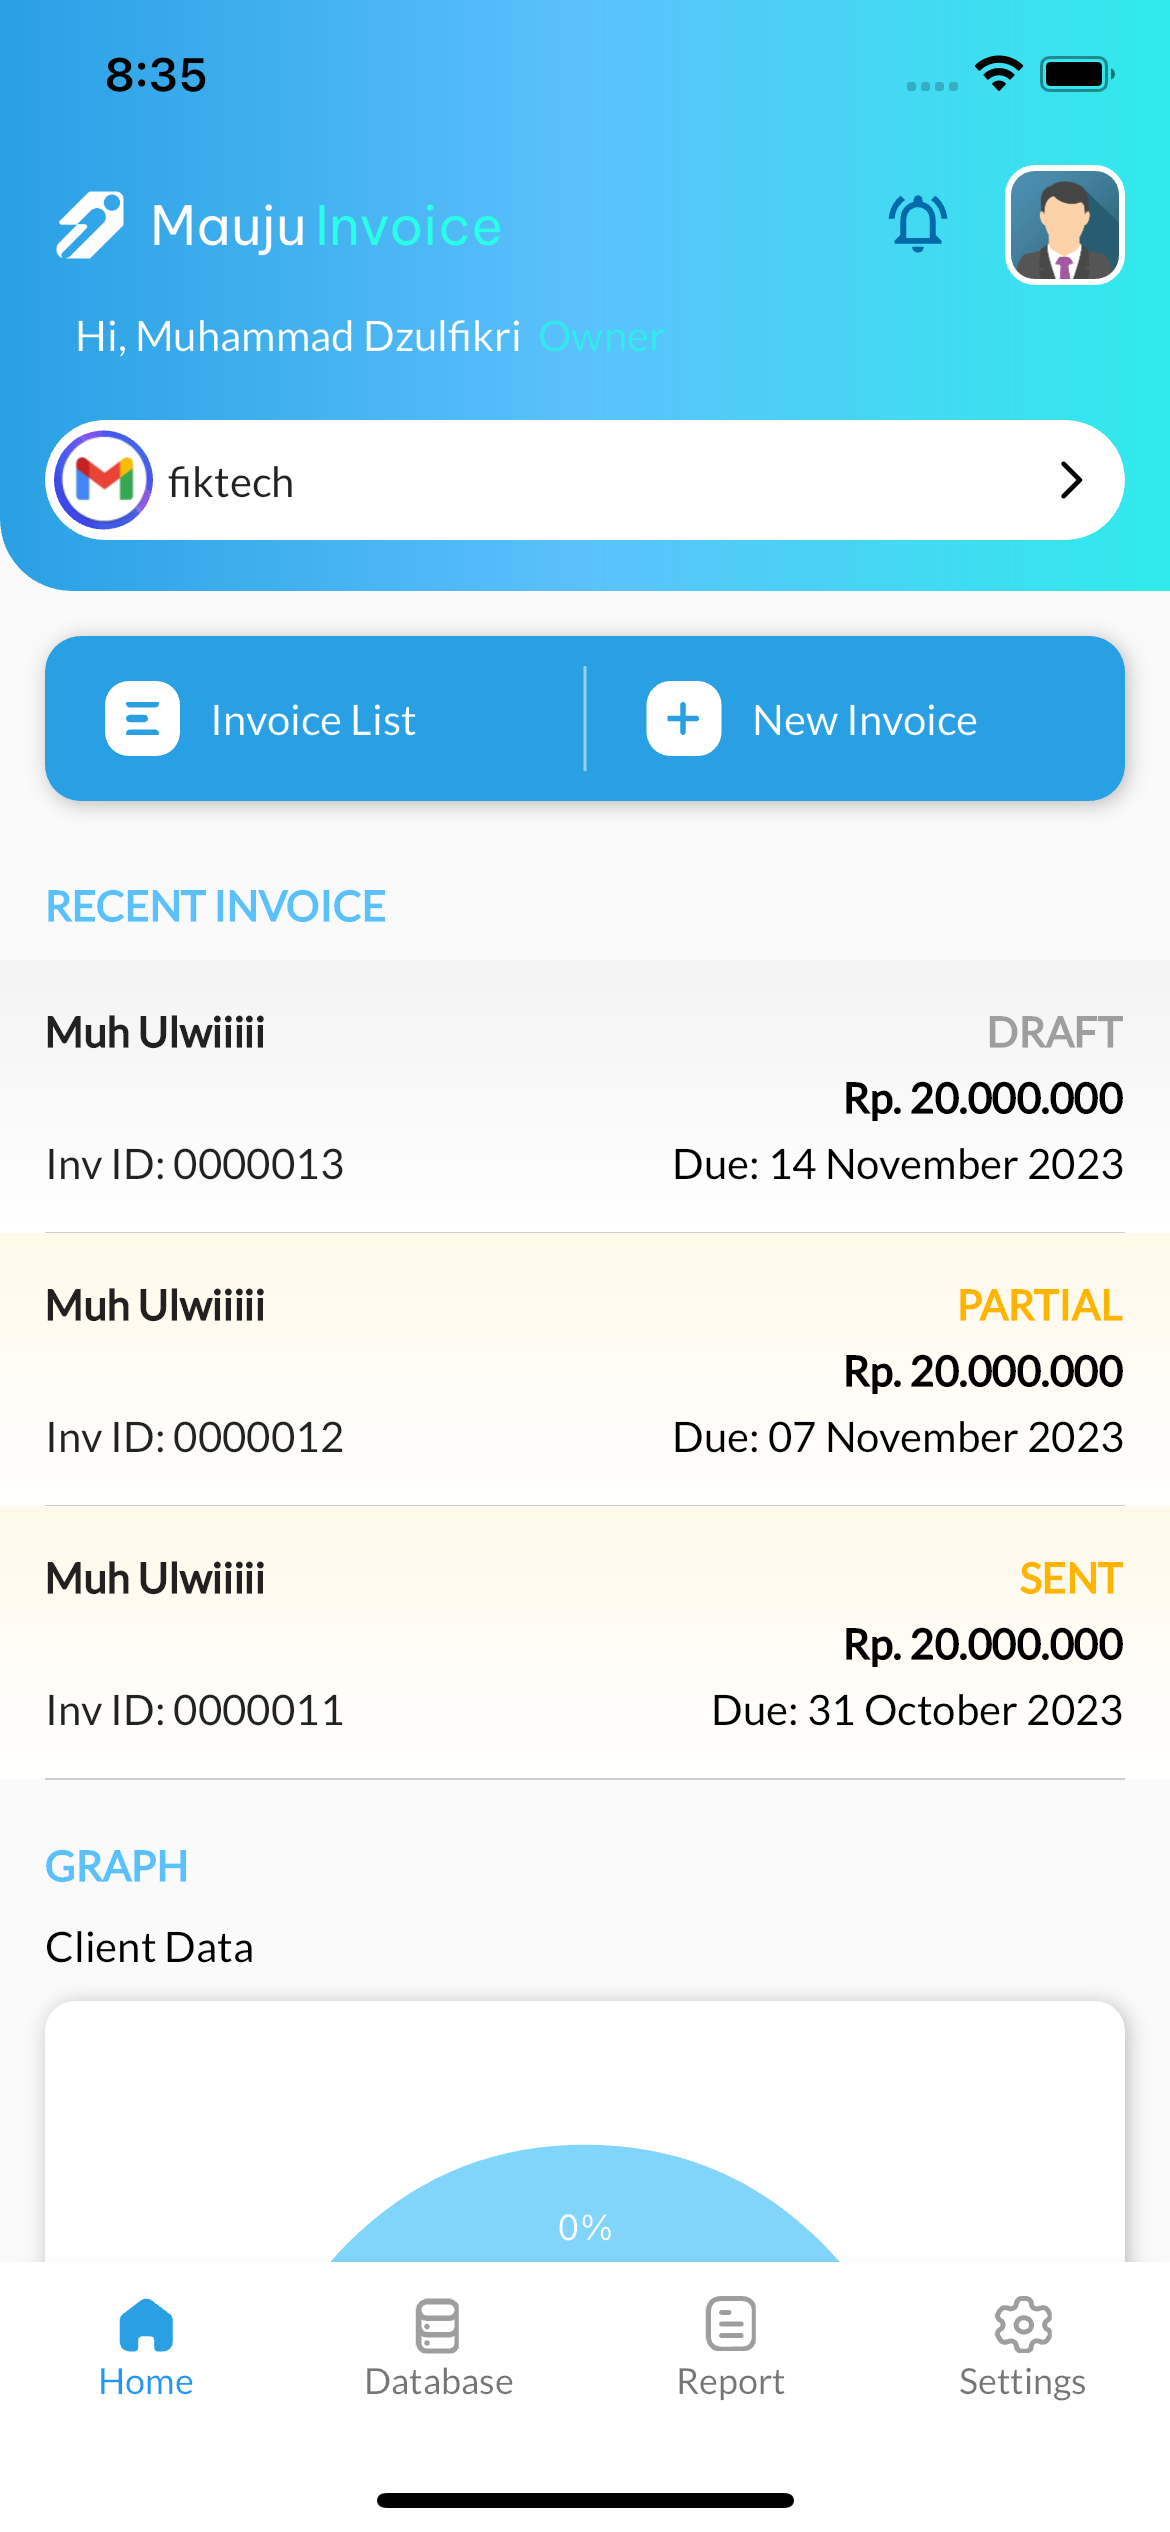 8:35
Mauju Invoice
Hi, Muhammad Dzulfikri Owner
fiktech
Invoice List
New Invoice
RECENT INVOICE
Muh Ulwiiiii
DRAFT
Rp. 20.000.000
Inv ID: 0000013
Due: 14 November 2023
Muh Ulwiiiii
PARTIAL
Rp. 20.000.000
Inv ID: 0000012
Due: 07 November 2023
Muh Ulwiiiii
SENT
Rp. 20.000.000
Inv ID: 0000011
Due: 31 October 2023
GRAPH
Client Data
0%
Home
Database
Report
Settings